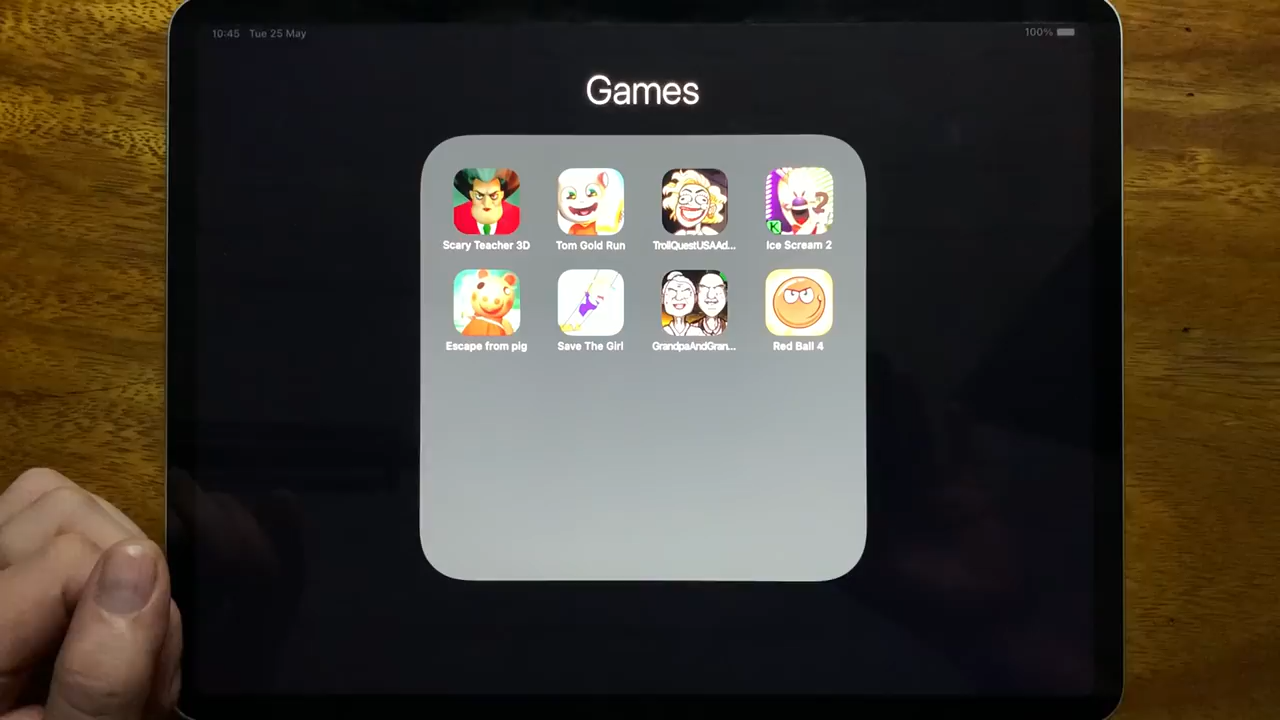 10:45 Tue 25 May
100%
Games
Scary Teacher 3D
Tom Gold Run
TrollQuestUSAAd...
Ice Scream 2
Escape from pig
Save The Girl
GrandpaAndGran...
Red Ball 4
2
K